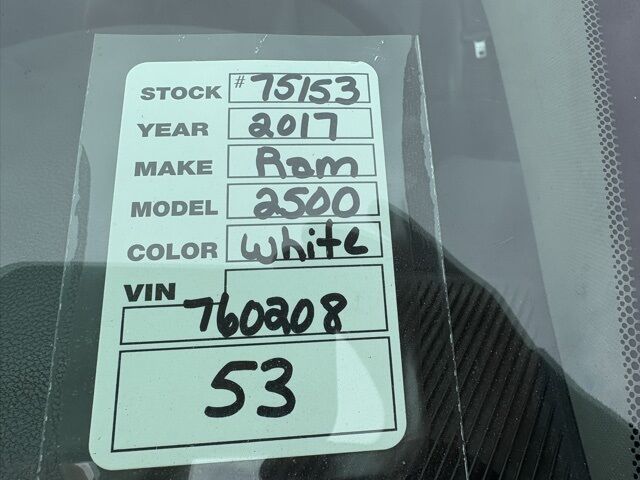 STOCK #75153
YEAR 2017
MAKE Ram
MODEL 2500
COLOR White
VIN
760208
53